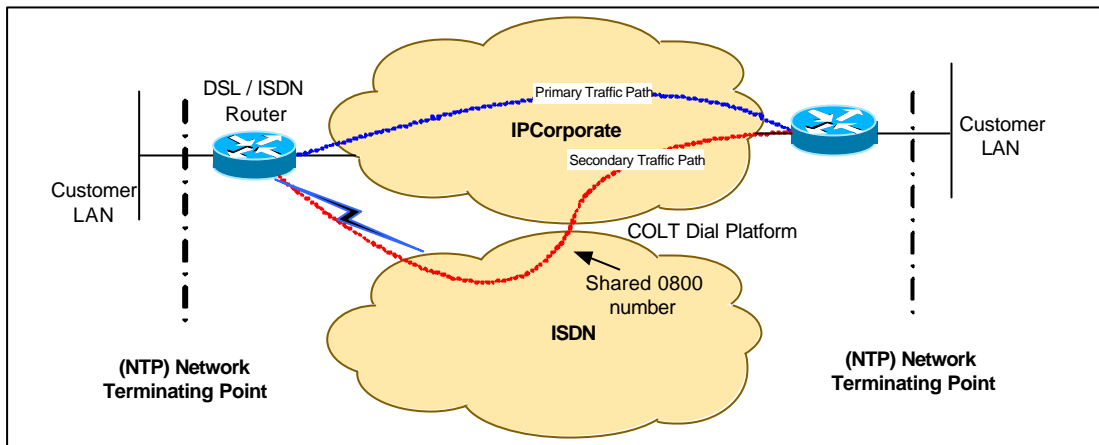 DSL / ISDN
Router
Primary Traffic Path
IPCorporate
Secondary Traffic Path
Customer
LAN
Customer
LAN
COLT Dial Platform
Shared 0800
number
ISDN
(NTP) Network
Terminating Point
(NTP) Network
Terminating Point